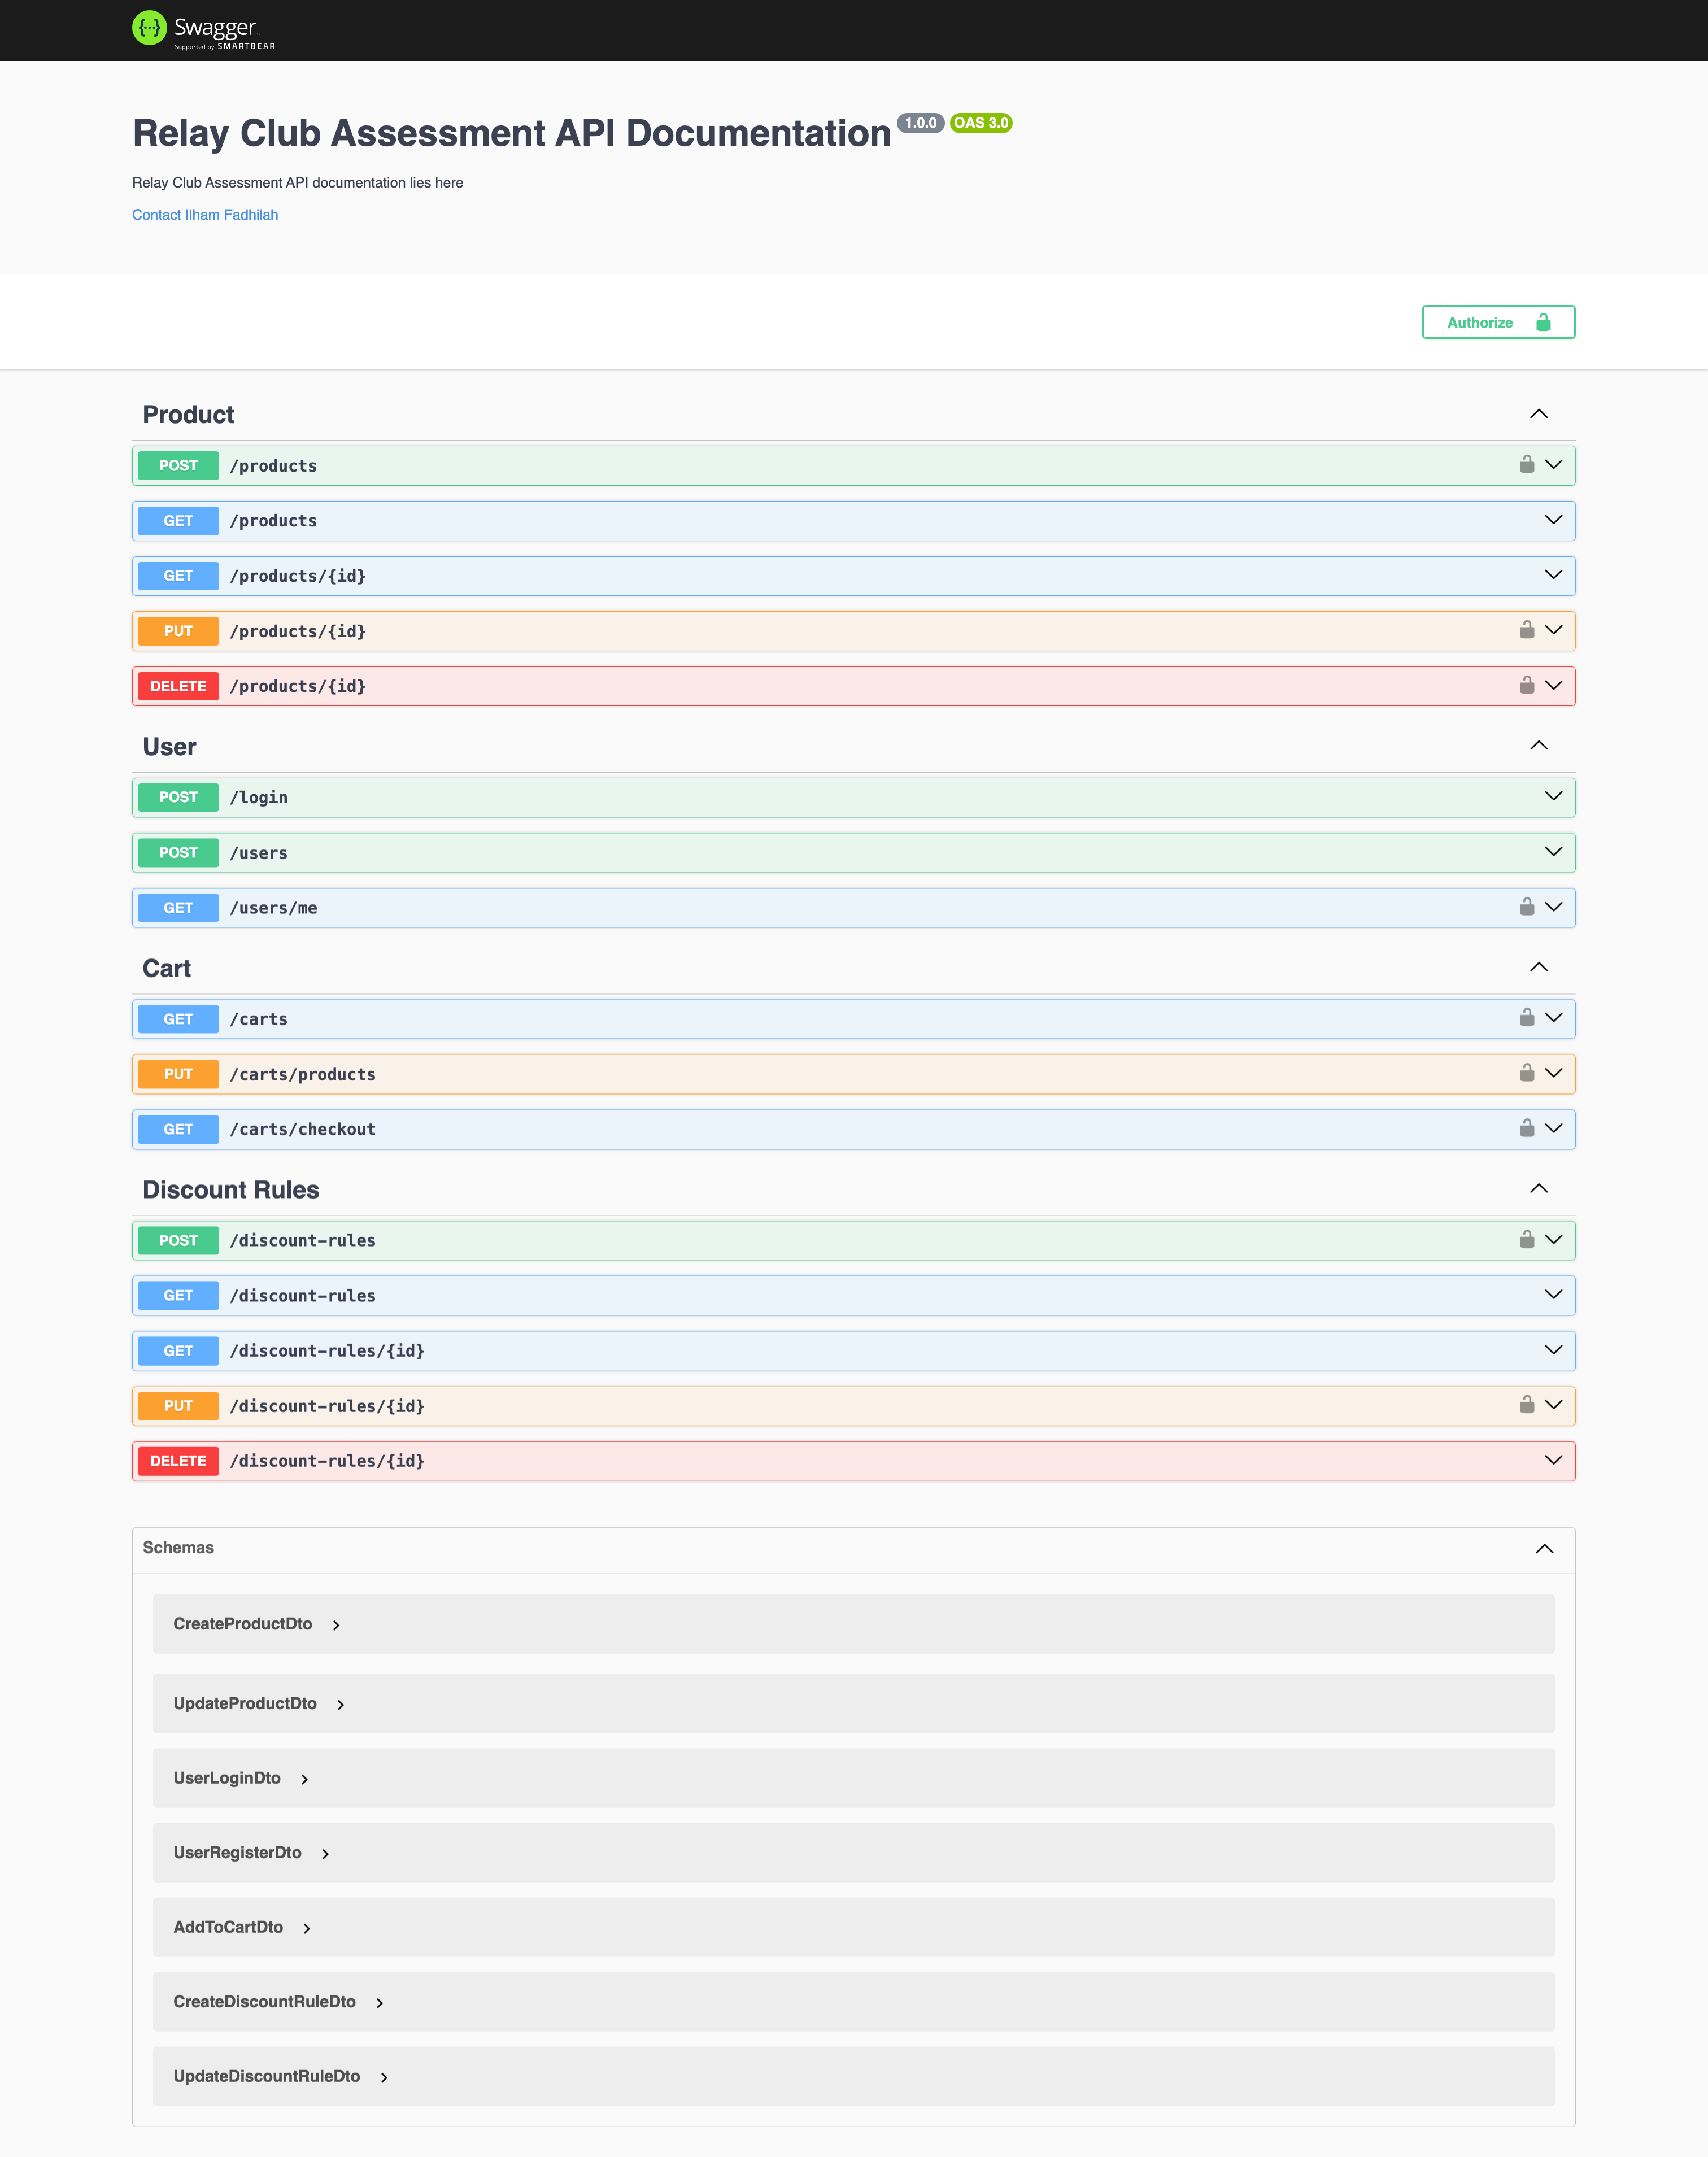 {···} Swagger.
Supported by SMARTBEAR
Relay Club Assessment API Documentation 1.0.0 OAS 3.0
Relay Club Assessment API documentation lies here
Contact Ilham Fadhilah
Authorize
Product
POST /products
GET /products
GET /products/{id}
PUT /products/{id}
DELETE /products/{id}
User
POST /login
POST /users
GET /users/me
Cart
GET /carts
PUT /carts/products
GET /carts/checkout
Discount Rules
POST /discount-rules
GET /discount-rules
GET /discount-rules/{id}
PUT /discount-rules/{id}
DELETE /discount-rules/{id}
Schemas
CreateProductDto
UpdateProductDto
UserLoginDto
UserRegisterDto
AddToCartDto
CreateDiscountRuleDto
UpdateDiscountRuleDto